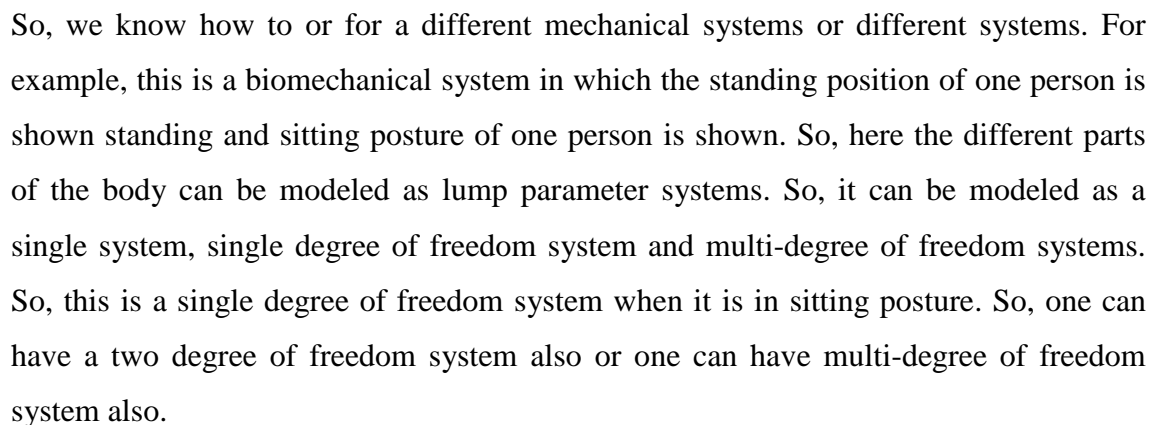 So, we know how to or for a different mechanical systems or different systems. For
example, this is a biomechanical system in which the standing position of one person is
shown standing and sitting posture of one person is shown. So, here the different parts
of the body can be modeled as lump parameter systems. So, it can be modeled as a
single system, single degree of freedom system and multi-degree of freedom systems.
So, this is a single degree of freedom system when it is in sitting posture. So, one can
have a two degree of freedom system also or one can have multi-degree of freedom
system also.